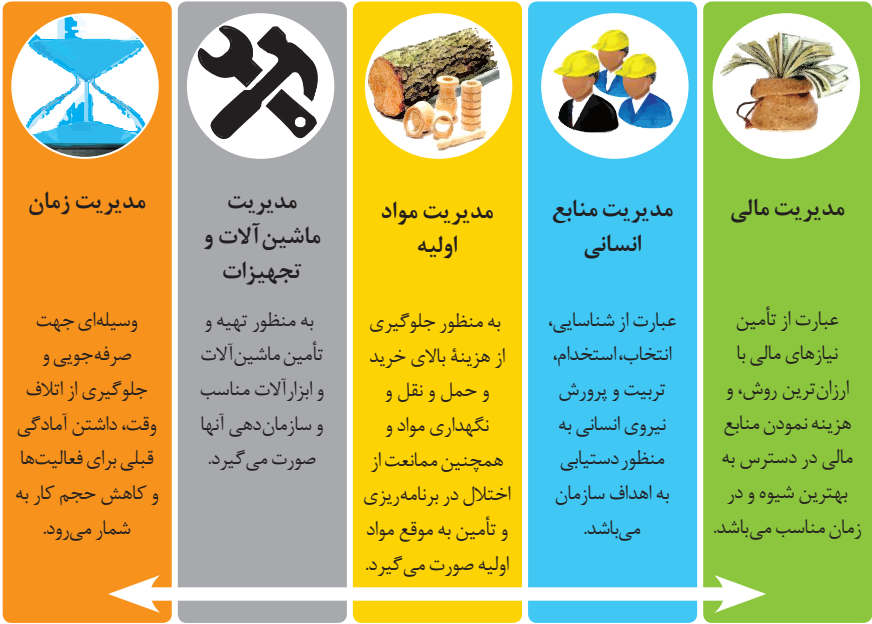 مدیریت مالی
عبارت از تأمین
نیازهای مالی با
ارزان‌ترین روش، و
هزینه نمودن منابع
مالی در دسترس به
بهترین شیوه و در
زمان مناسب می‌باشد.
مدیریت منابع
انسانی
عبارت از شناسایی،
انتخاب، استخدام،
تربیت و پرورش
نیروی انسانی به
منظور دستیابی
به اهداف سازمان
می‌باشد.
مدیریت مواد
اولیه
به منظور جلوگیری
از هزینهٔ بالای خرید
و حمل و نقل و
نگهداری مواد و
همچنین ممانعت از
اختلال در برنامه‌ریزی
و تأمین به موقع مواد
اولیه صورت می‌گیرد.
مدیریت
ماشین‌آلات و
تجهیزات
به منظور تهیه و
تأمین ماشین‌آلات
و ابزارآلات مناسب
و سازمان‌دهی آنها
صورت می‌گیرد.
مدیریت زمان
وسیله‌ای جهت
صرفه‌جویی و
جلوگیری از اتلاف
وقت، داشتن آمادگی
قبلی برای فعالیت‌ها
و کاهش حجم کار به
شمار می‌رود.